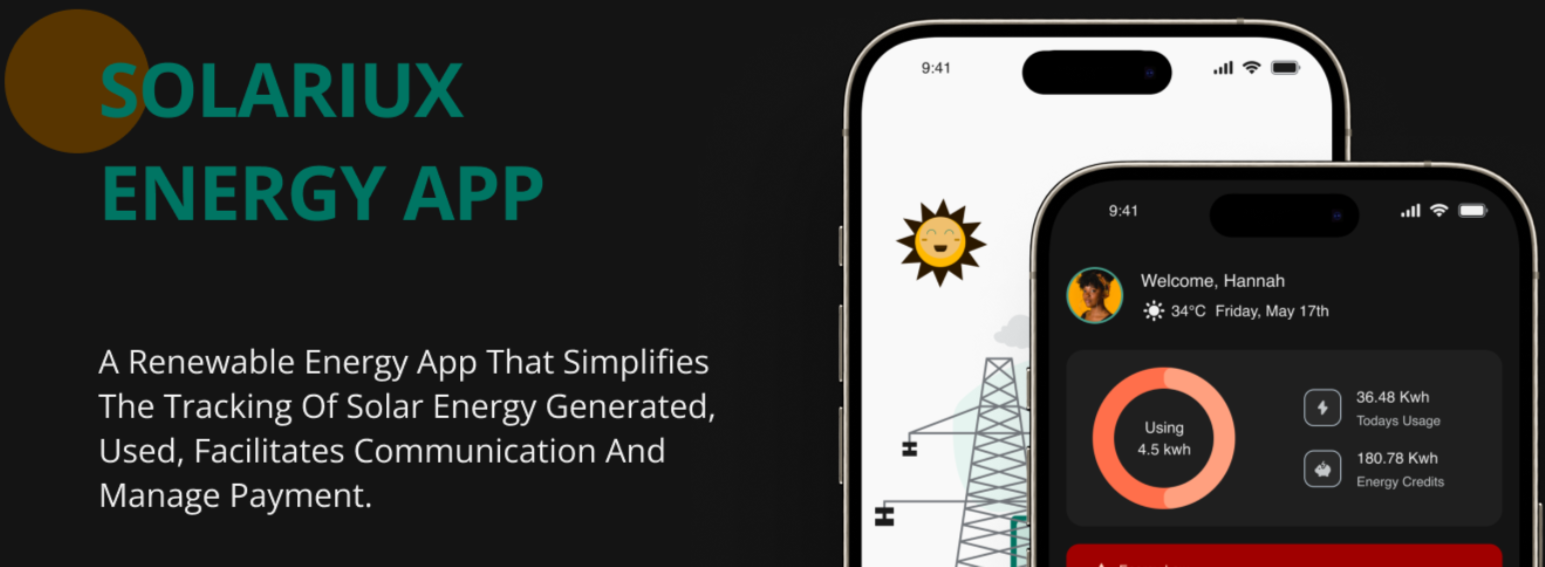 SOLARIUX
ENERGY APP
A Renewable Energy App That Simplifies
The Tracking Of Solar Energy Generated,
Used, Facilitates Communication And
Manage Payment.
9:41
9:41
Welcome, Hannah
34°C Friday, May 17th
Using
4.5 kwh
36.48 Kwh
Todays Usage
180.78 Kwh
Energy Credits